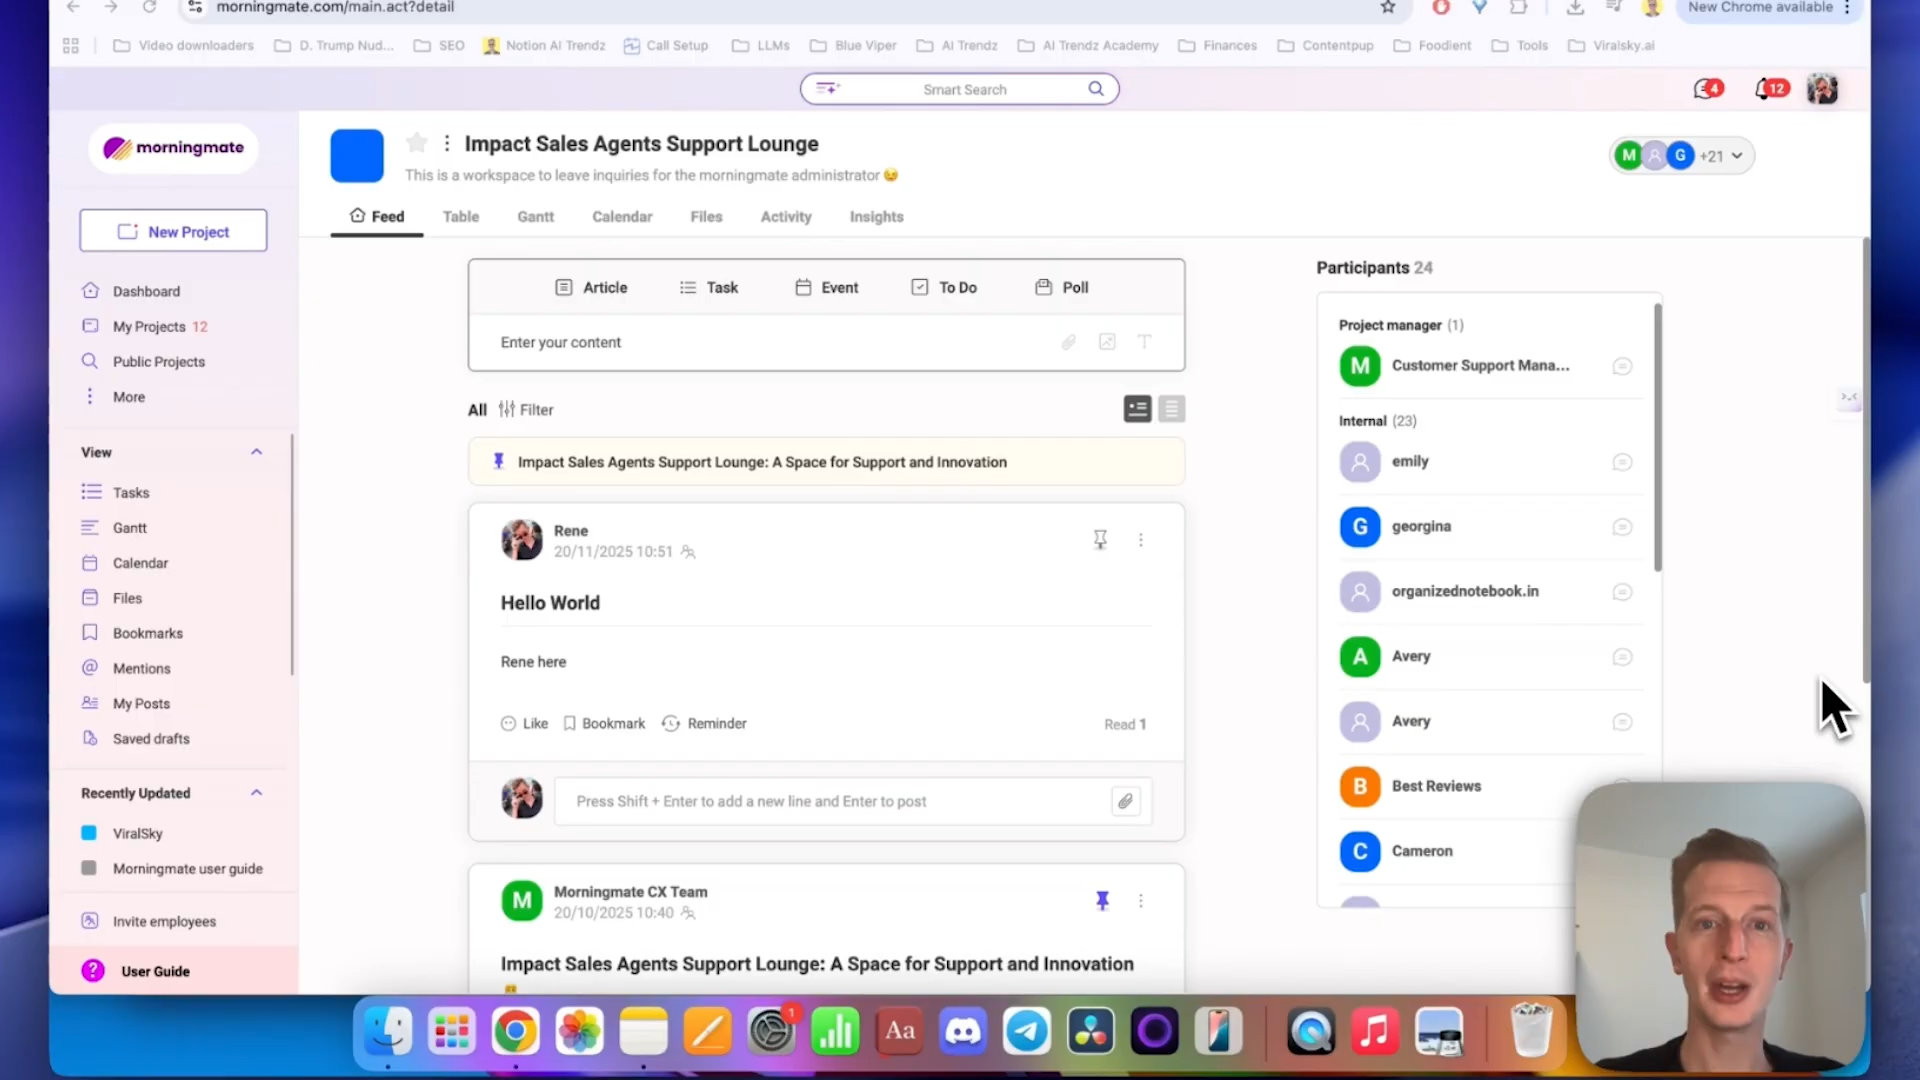 morningmate.com/main.act?detail
New Chrome available
Video downloaders
D. Trump Nud...
SEO
Notion AI Trendz
Call Setup
LLMs
Blue Viper
AI Trendz
AI Trendz Academy
Finances
Contentpup
Foodient
Tools
Viralsky.ai
Smart Search
4
12
morningmate
New Project
Dashboard
My Projects 12
Public Projects
More
View
Tasks
Gantt
Calendar
Files
Bookmarks
Mentions
My Posts
Saved drafts
Recently Updated
ViralSky
Morningmate user guide
Invite employees
? User Guide
Impact Sales Agents Support Lounge
This is a workspace to leave inquiries for the morningmate administrator 😉
M G +21
Feed
Table
Gantt
Calendar
Files
Activity
Insights
Article
Task
Event
To Do
Poll
Enter your content
All Filter
Impact Sales Agents Support Lounge: A Space for Support and Innovation
Rene
20/11/2025 10:51
Hello World
Rene here
Like
Bookmark
Reminder
Read 1
Press Shift + Enter to add a new line and Enter to post
M
Morningmate CX Team
20/10/2025 10:40
Impact Sales Agents Support Lounge: A Space for Support and Innovation
Participants 24
Project manager (1)
M Customer Support Mana...
Internal (23)
emily
G georgina
organizednotebook.in
A Avery
Avery
B Best Reviews
C Cameron
1
Aa